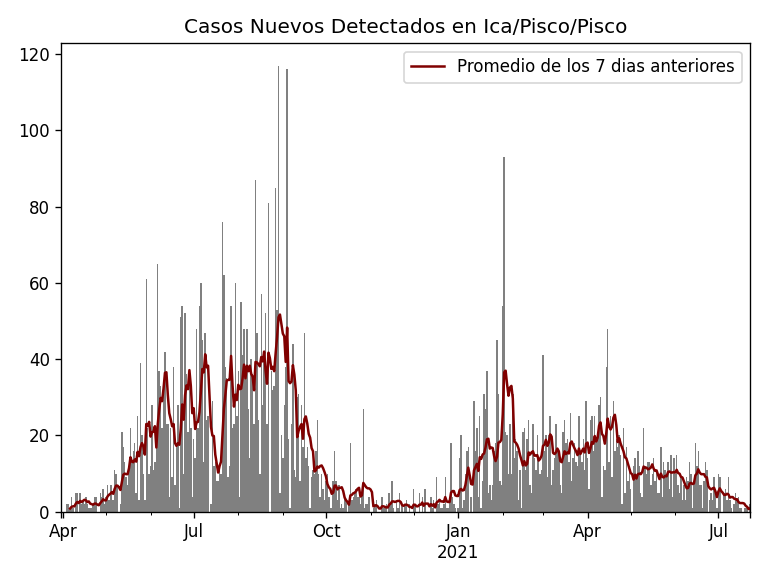 Casos Nuevos Detectados en Ica/Pisco/Pisco
Promedio de los 7 dias anteriores
120
100
80
60
40
20
0
Apr Jul Oct Jan Apr Jul
2021